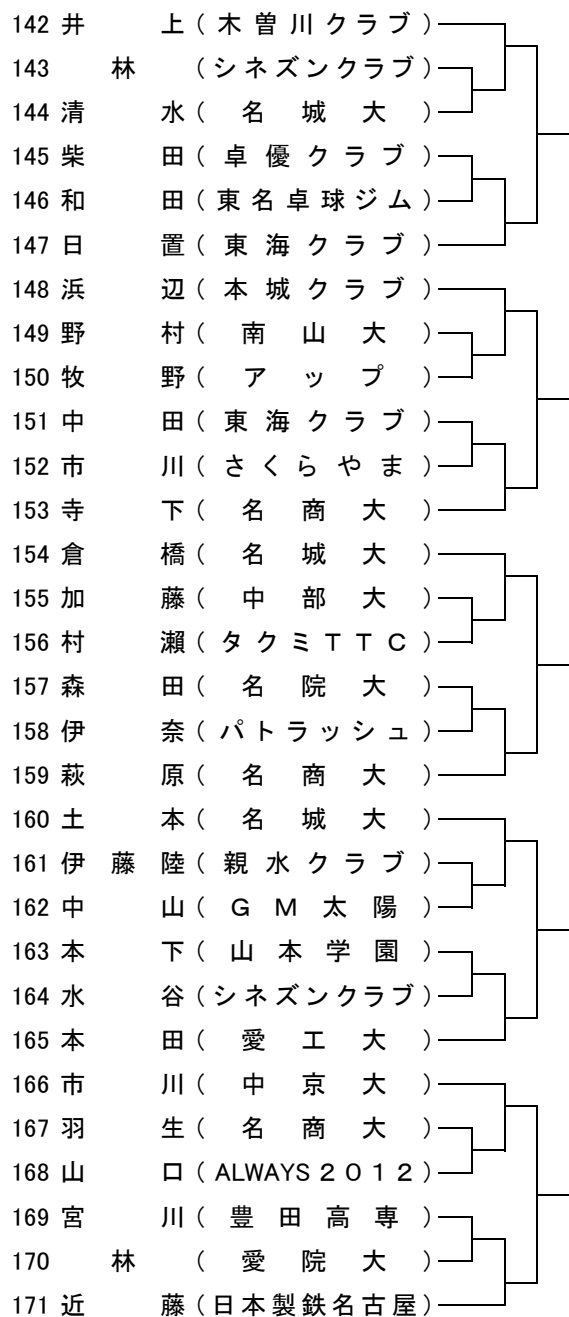 142 井上 (木曽川クラブ)
143 林 (シネズンクラブ)
144 清水 (名城大)
145 柴田 (卓優クラブ)
146 和田 (東名卓球ジム)
147 日置 (東海クラブ)
148 浜辺 (本城クラブ)
149 野村 (南山大)
150 牧野 (アップ)
151 中田 (東海クラブ)
152 市川 (さくらやま)
153 寺下 (名商大)
154 倉橋 (名城大)
155 加藤 (中部大)
156 村瀬 (タクミTTC)
157 森田 (名院大)
158 伊奈 (パトラッシュ)
159 萩原 (名商大)
160 土本 (名城大)
161 伊藤陸 (親水クラブ)
162 中山 (GM太陽)
163 本下 (山本学園)
164 水谷 (シネズンクラブ)
165 本田 (愛工大)
166 市川 (中京大)
167 羽生 (名商大)
168 山口 (ALWAYS2012)
169 宮川 (豊田高専)
170 林 (愛院大)
171 近藤 (日本製鉄名古屋)